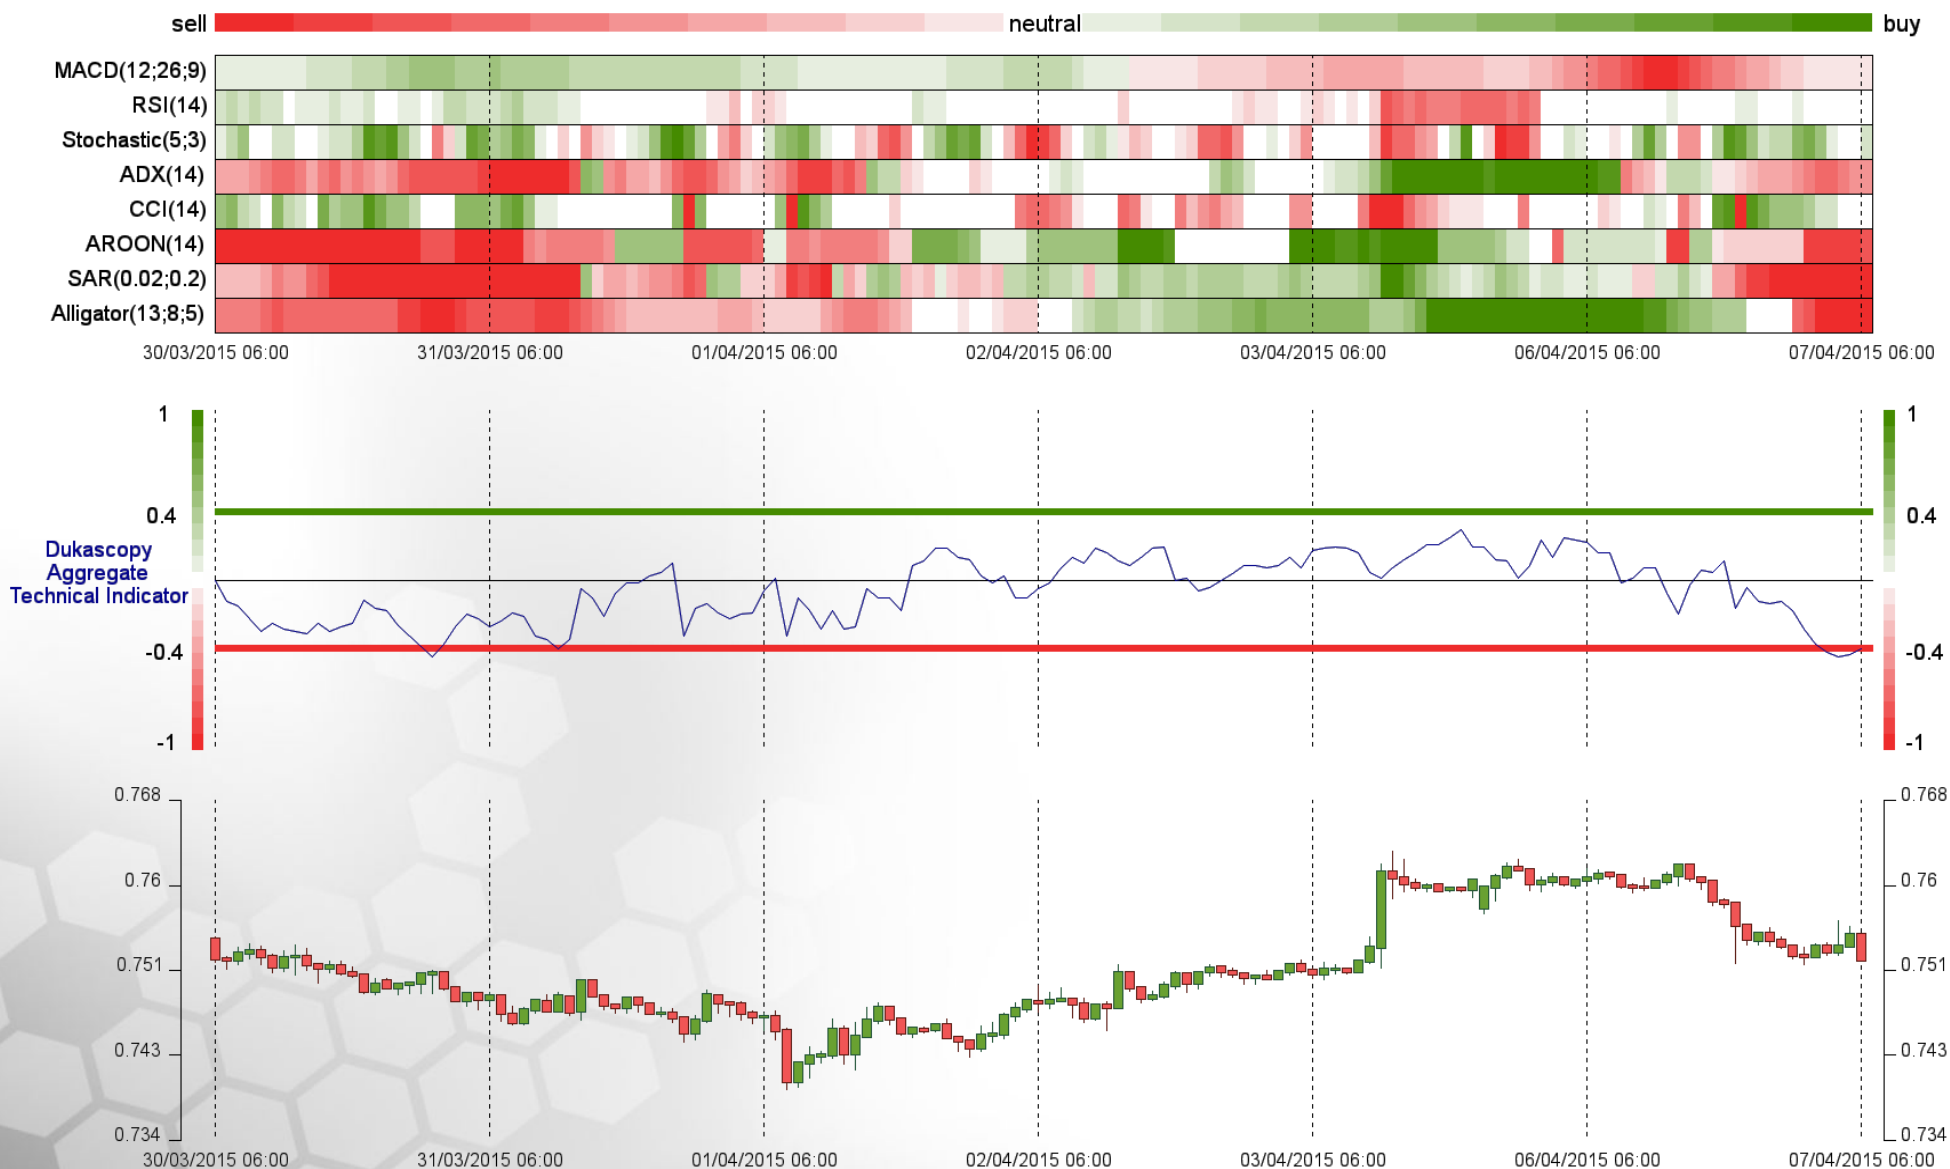 sell neutral buy
MACD(12;26;9)
RSI(14)
Stochastic(5;3)
ADX(14)
CCI(14)
AROON(14)
SAR(0.02;0.2)
Alligator(13;8;5)
30/03/2015 06:00 31/03/2015 06:00 01/04/2015 06:00 02/04/2015 06:00 03/04/2015 06:00 06/04/2015 06:00 07/04/2015 06:00
1 1
0.4 0.4
Dukascopy
Aggregate
Technical Indicator
-0.4 -0.4
-1 -1
0.768 0.768
0.76 0.76
0.751 0.751
0.743 0.743
0.734 0.734
30/03/2015 06:00 31/03/2015 06:00 01/04/2015 06:00 02/04/2015 06:00 03/04/2015 06:00 06/04/2015 06:00 07/04/2015 06:00